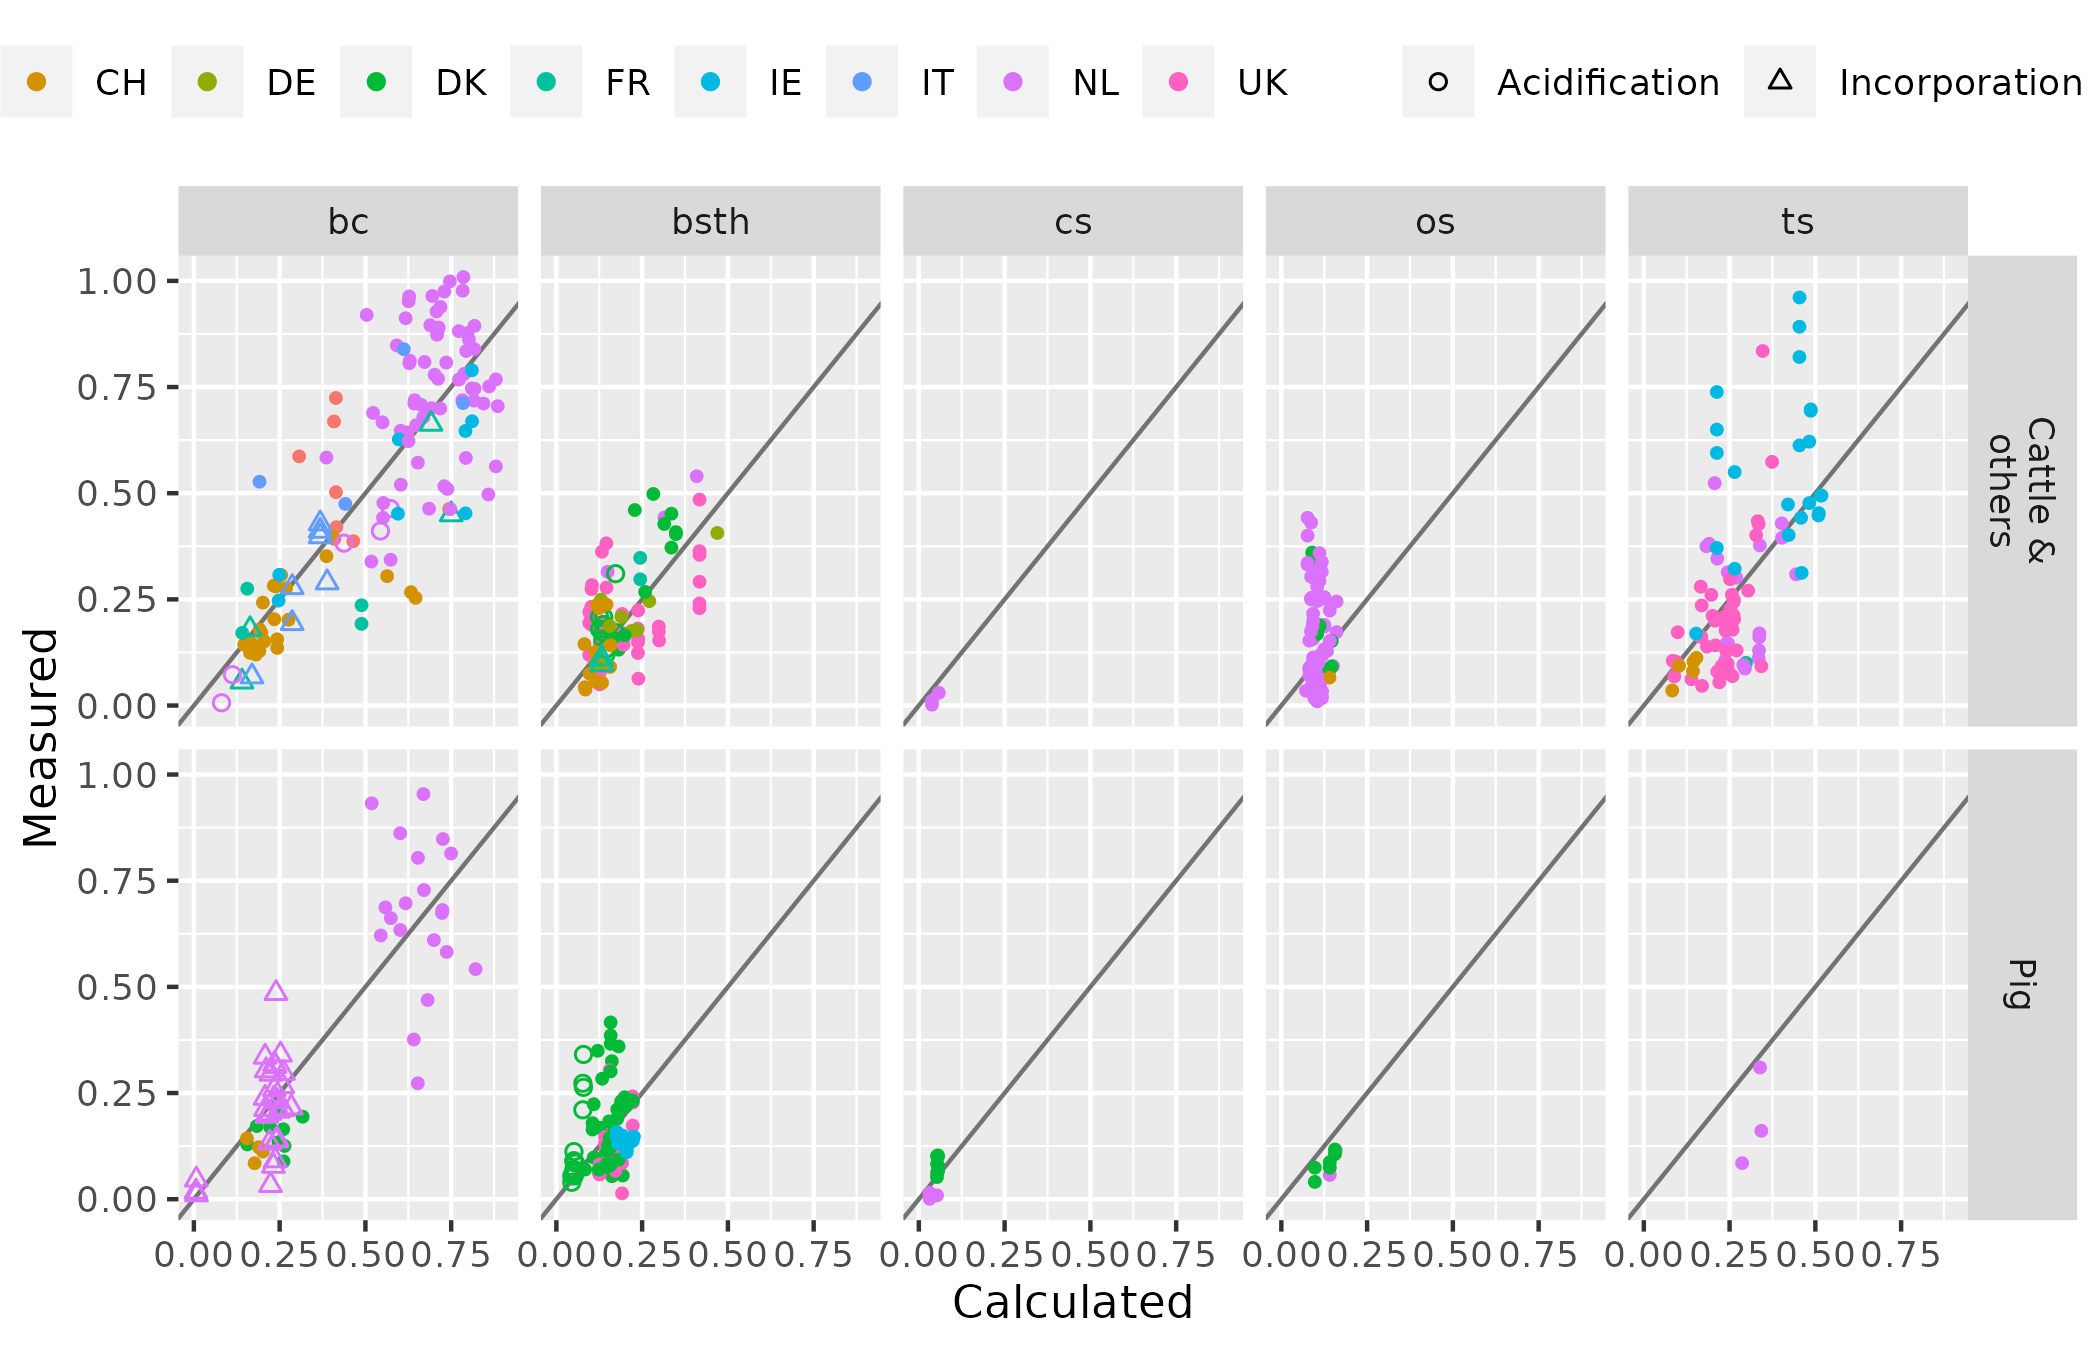 CH DE DK FR IE IT NL UK Acidification Incorporation
bc bsth cs os ts
1.00
0.75
0.50
0.25
0.00
Cattle &
others
1.00
0.75
0.50
0.25
0.00
Pig
Measured
0.00 0.25 0.50 0.75 0.00 0.25 0.50 0.75 0.00 0.25 0.50 0.75 0.00 0.25 0.50 0.75 0.00 0.25 0.50 0.75
Calculated